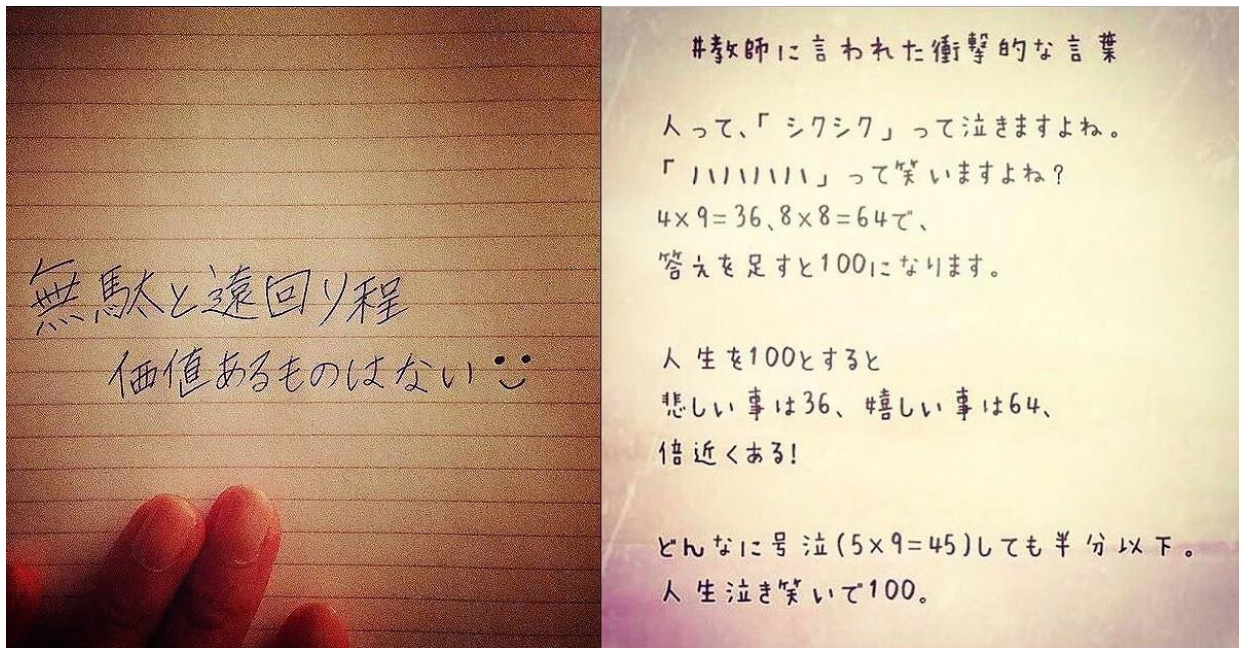 無駄と遠回り程
価値あるものはない
#教師に言われた衝撃的な言葉
人って、「シクシク」って泣きますよね。
「ハハハハ」って笑いますよね?
4×9=36、8×8=64で、
答えを足すと100になります。
人生を100とすると
悲しい事は36、嬉しい事は64、
倍近くある!
どんなに号泣(5×9=45)しても半分以下。
人生泣き笑いで100。